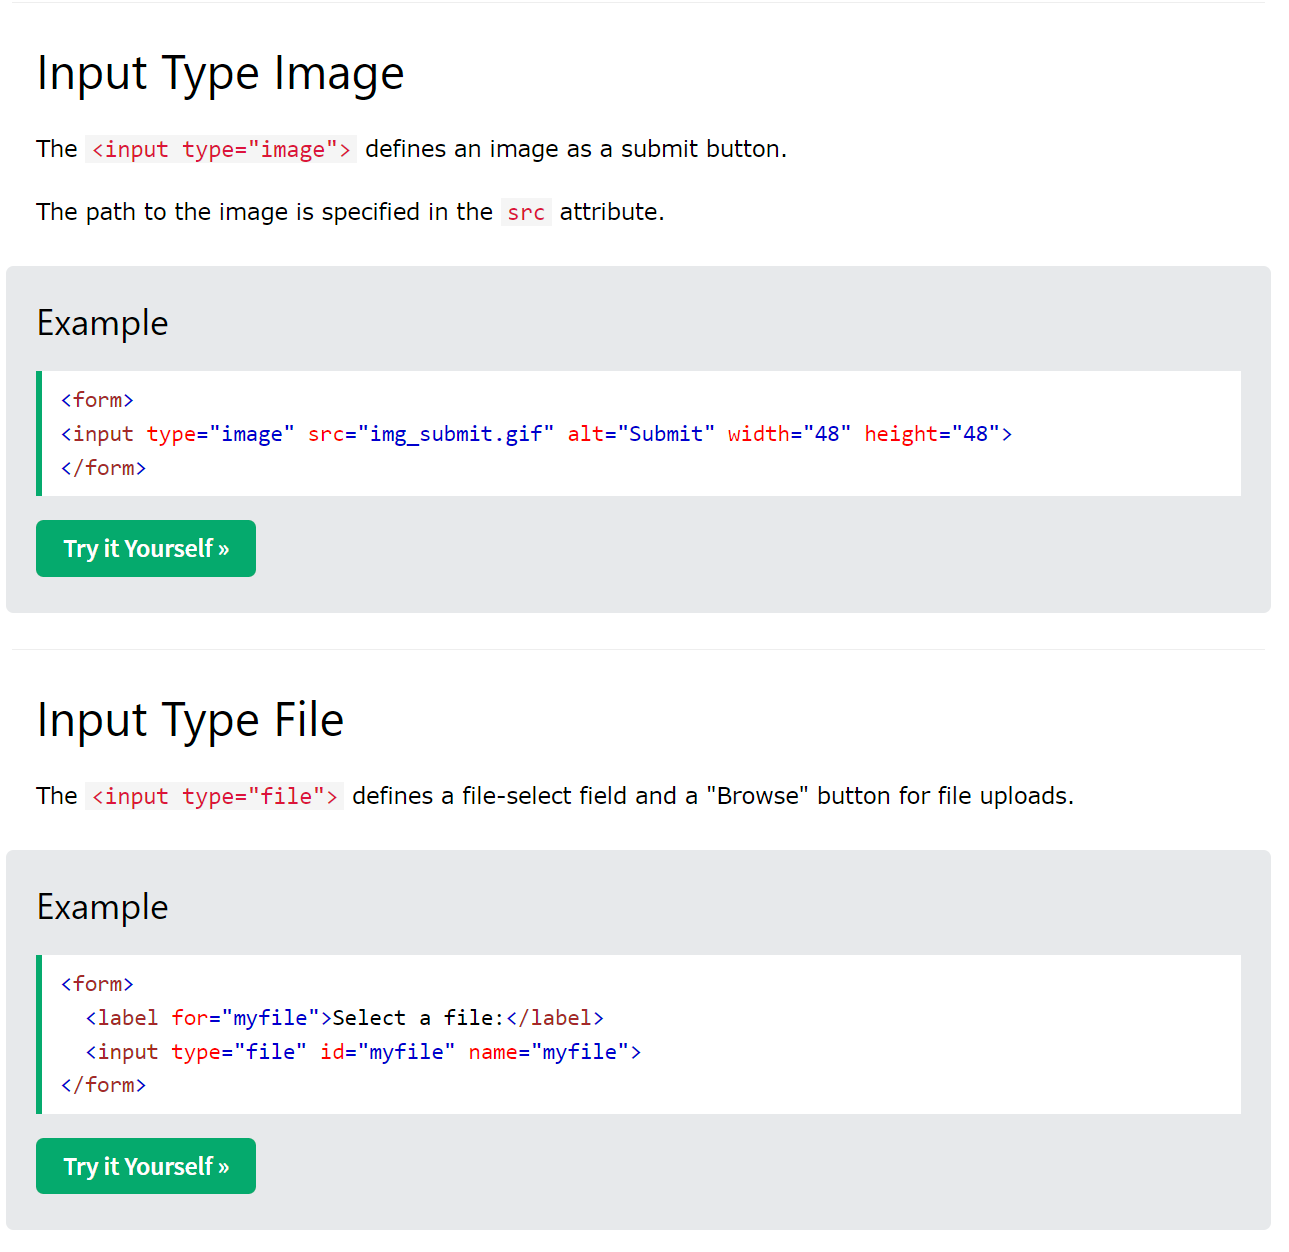 Input Type Image
The <input type="image"> defines an image as a submit button.
The path to the image is specified in the src attribute.
Example
<form>
<input type="image" src="img_submit.gif" alt="Submit" width="48" height="48">
</form>
Try it Yourself »
Input Type File
The <input type="file"> defines a file-select field and a "Browse" button for file uploads.
Example
<form>
  <label for="myfile">Select a file:</label>
  <input type="file" id="myfile" name="myfile">
</form>
Try it Yourself »